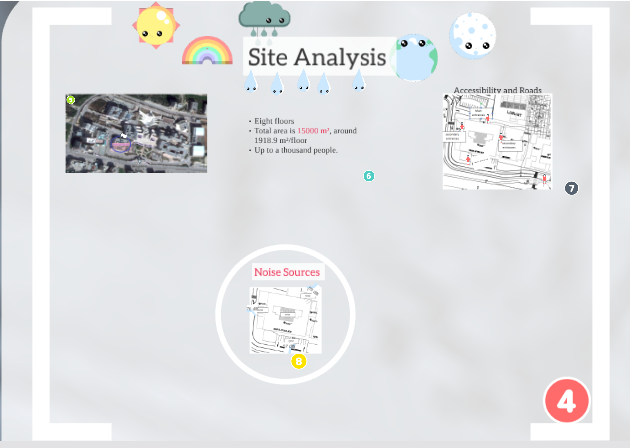 Site Analysis
5
• Eight floors
• Total area is 15000 m², around
1918.9 m²/floor
• Up to a thousand people.
6
Accessibility and Roads
7
Noise Sources
8
4